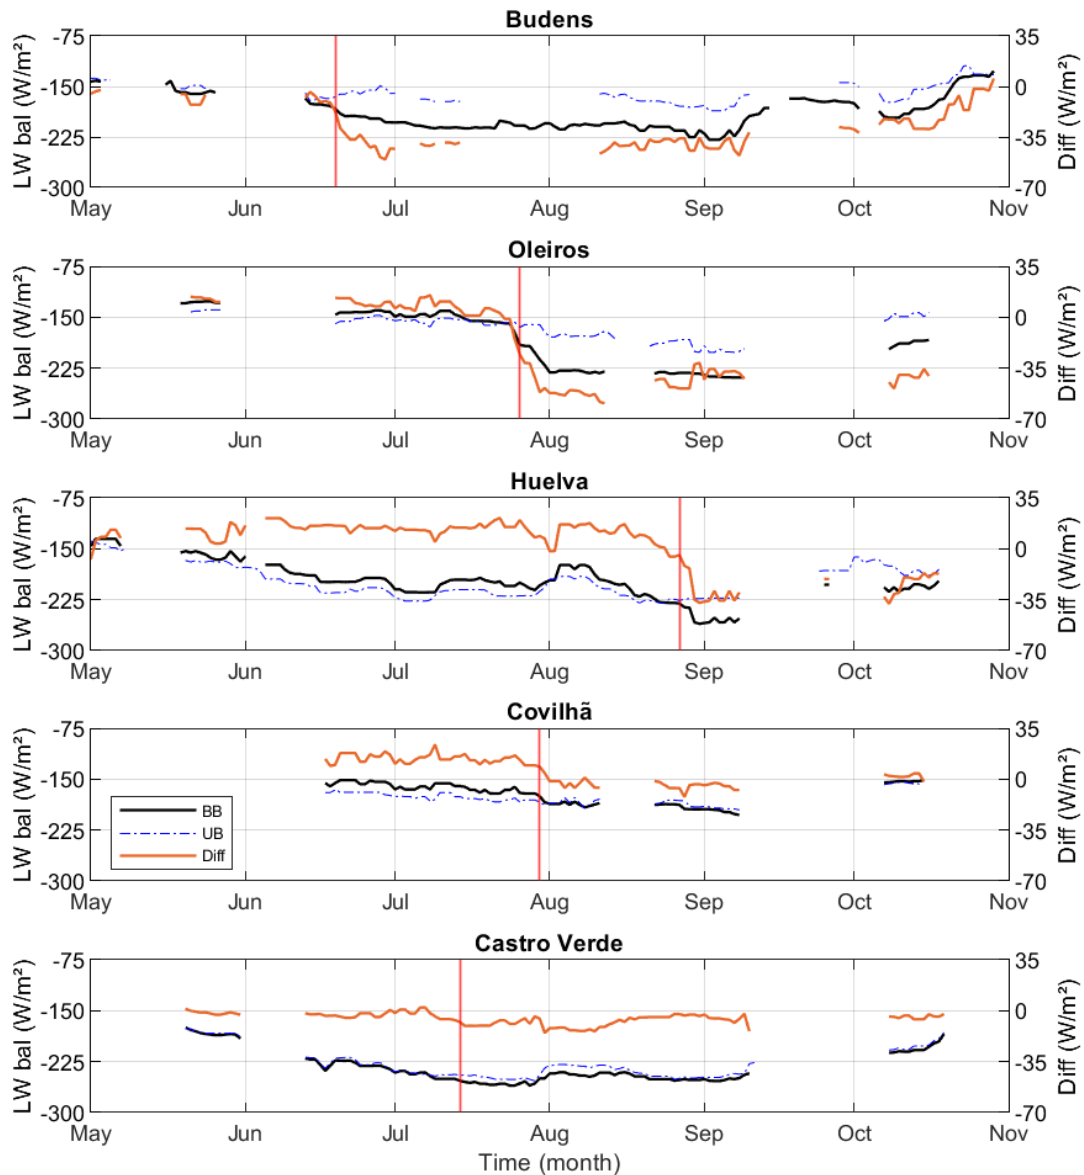 Budens
-75
-150
-225
-300
LW bal (W/m²)
35
0
-35
-70
Diff (W/m²)
May Jun Jul Aug Sep Oct Nov
Oleiros
-75
-150
-225
-300
LW bal (W/m²)
35
0
-35
-70
Diff (W/m²)
May Jun Jul Aug Sep Oct Nov
Huelva
-75
-150
-225
-300
LW bal (W/m²)
35
0
-35
-70
Diff (W/m²)
May Jun Jul Aug Sep Oct Nov
Covilhã
-75
-150
-225
-300
LW bal (W/m²)
35
0
-35
-70
Diff (W/m²)
BB
UB
Diff
May Jun Jul Aug Sep Oct Nov
Castro Verde
-75
-150
-225
-300
LW bal (W/m²)
35
0
-35
-70
Diff (W/m²)
May Jun Jul Aug Sep Oct Nov
Time (month)